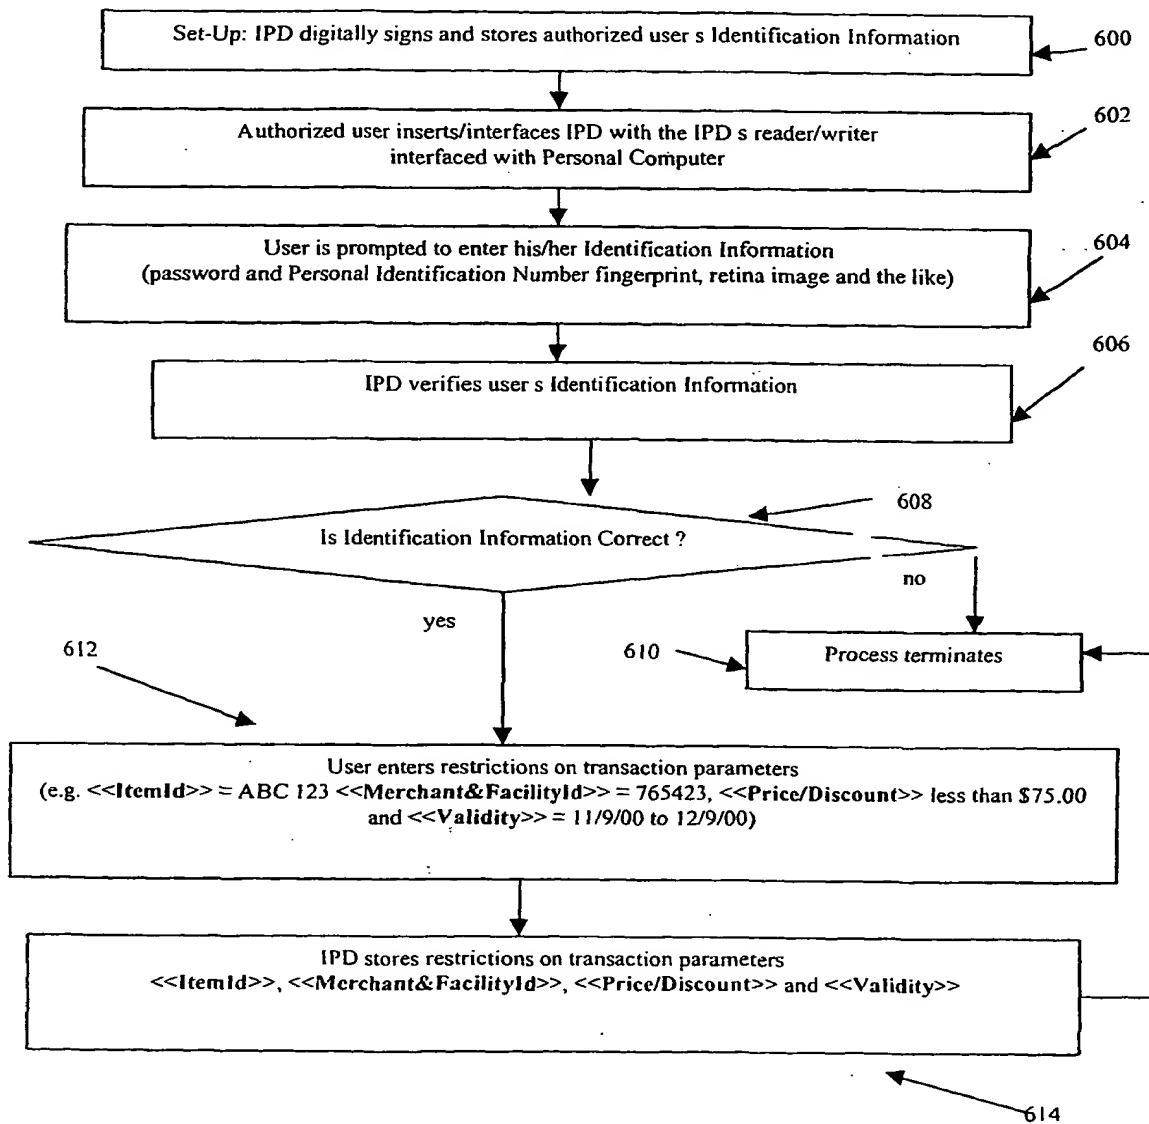 Set-Up: IPD digitally signs and stores authorized user s Identification Information
600
Authorized user inserts/interfaces IPD with the IPD s reader/writer
interfaced with Personal Computer
602
User is prompted to enter his/her Identification Information
(password and Personal Identification Number fingerprint, retina image and the like)
604
IPD verifies user s Identification Information
606
Is Identification Information Correct ?
608
no
yes
612
610
Process terminates
User enters restrictions on transaction parameters
(e.g. <<ItemId>> = ABC 123 <<Merchant&FacilityId>> = 765423, <<Price/Discount>> less than $75.00
and <<Validity>> = 11/9/00 to 12/9/00)
IPD stores restrictions on transaction parameters
<<ItemId>>, <<Merchant&FacilityId>>, <<Price/Discount>> and <<Validity>>
614